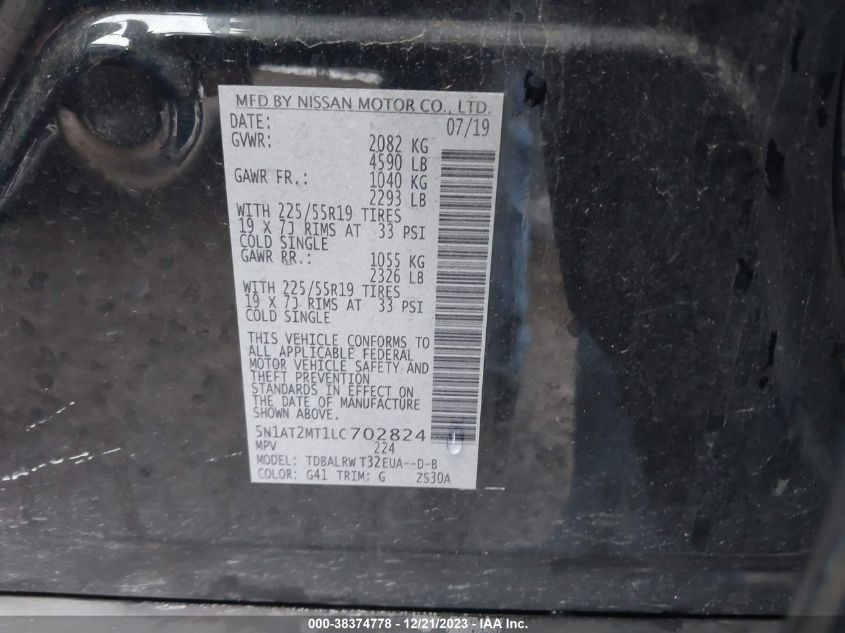 MFD BY NISSAN MOTOR CO., LTD.
DATE: 07/19
GVWR: 2082 KG
4590 LB
GAWR FR.: 1040 KG
2293 LB
WITH 225/55R19 TIRES
19 X 7J RIMS AT 33 PSI
COLD SINGLE
GAWR RR.: 1055 KG
2326 LB
WITH 225/55R19 TIRES
19 X 7J RIMS AT 33 PSI
COLD SINGLE
THIS VEHICLE CONFORMS TO
ALL APPLICABLE FEDERAL
MOTOR VEHICLE SAFETY AND
THEFT PREVENTION
STANDARDS IN EFFECT ON
THE DATE OF MANUFACTURE
SHOWN ABOVE.
5N1AT2MT1LC702824
MPV 224
MODEL: TDBALRW T32EUA--D-B
COLOR: G41 TRIM: G ZS30A
000-38374778 - 12/21/2023 - IAA Inc.